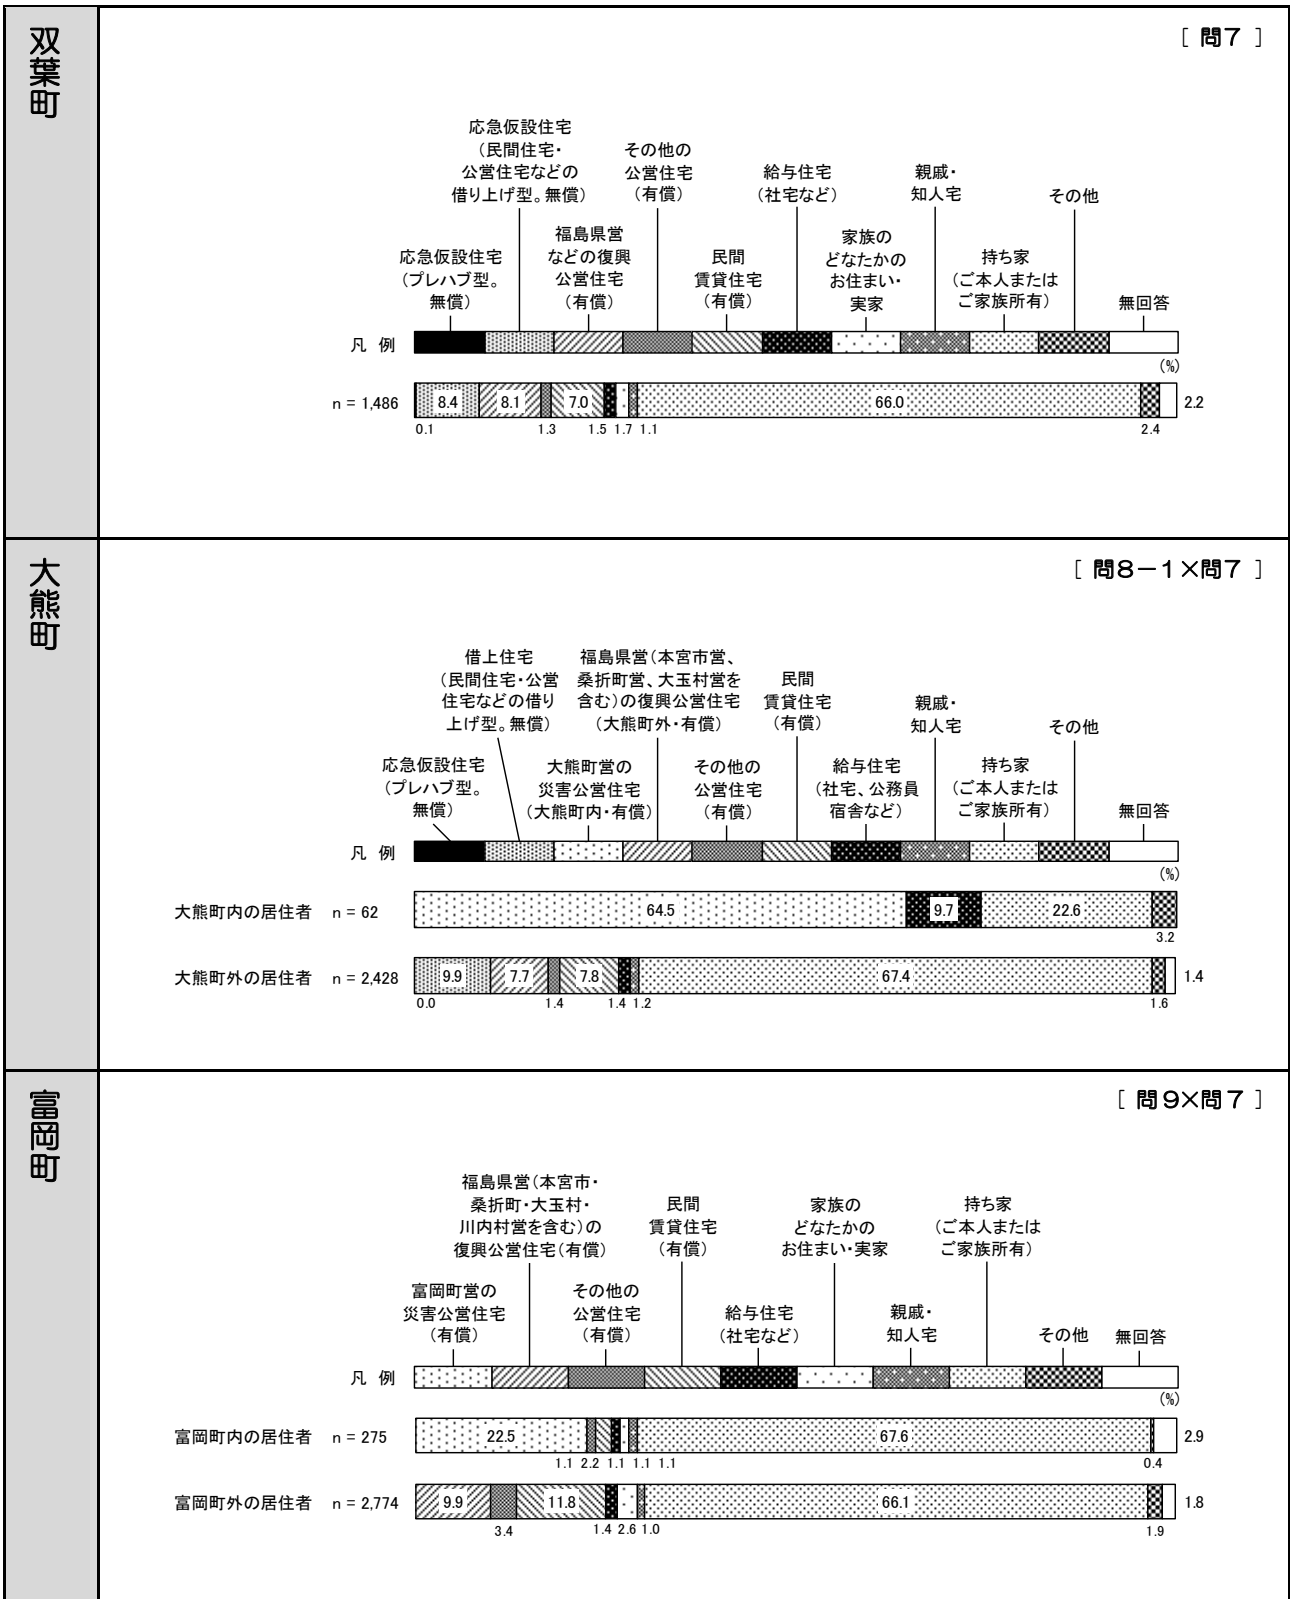 双葉町
[ 問7 ]
応急仮設住宅
(民間住宅・
公営住宅などの
借り上げ型。無償)
その他の
公営住宅
(有償)
給与住宅
(社宅など)
親戚・
知人宅
その他
応急仮設住宅
(プレハブ型。
無償)
福島県営
などの復興
公営住宅
(有償)
民間
賃貸住宅
(有償)
家族の
どなたかの
お住まい・
実家
持ち家
(ご本人または
ご家族所有)
無回答
凡 例
(%)
n = 1,486 8.4 8.1 7.0 66.0 2.2
0.1 1.3 1.5 1.7 1.1 2.4
大熊町
[ 問8-1×問7 ]
借上住宅
(民間住宅・公営
住宅などの借り
上げ型。無償)
福島県営(本宮市営、
桑折町営、大玉村営を
含む)の復興公営住宅
(大熊町外・有償)
民間
賃貸住宅
(有償)
親戚・
知人宅
その他
応急仮設住宅
(プレハブ型。
無償)
大熊町営の
災害公営住宅
(大熊町内・有償)
その他の
公営住宅
(有償)
給与住宅
(社宅、公務員
宿舎など)
持ち家
(ご本人または
ご家族所有)
無回答
凡 例
(%)
大熊町内の居住者 n = 62 64.5 9.7 22.6
3.2
大熊町外の居住者 n = 2,428 9.9 7.7 7.8 67.4 1.4
0.0 1.4 1.4 1.2 1.6
富岡町
[ 問9×問7 ]
福島県営(本宮市・
桑折町・大玉村・
川内村営を含む)の
復興公営住宅(有償)
民間
賃貸住宅
(有償)
家族の
どなたかの
お住まい・実家
持ち家
(ご本人または
ご家族所有)
富岡町営の
災害公営住宅
(有償)
その他の
公営住宅
(有償)
給与住宅
(社宅など)
親戚・
知人宅
その他
無回答
凡 例
(%)
富岡町内の居住者 n = 275 22.5 67.6 2.9
1.1 2.2 1.1 1.1 1.1 0.4
富岡町外の居住者 n = 2,774 9.9 11.8 66.1 1.8
3.4 1.4 2.6 1.0 1.9